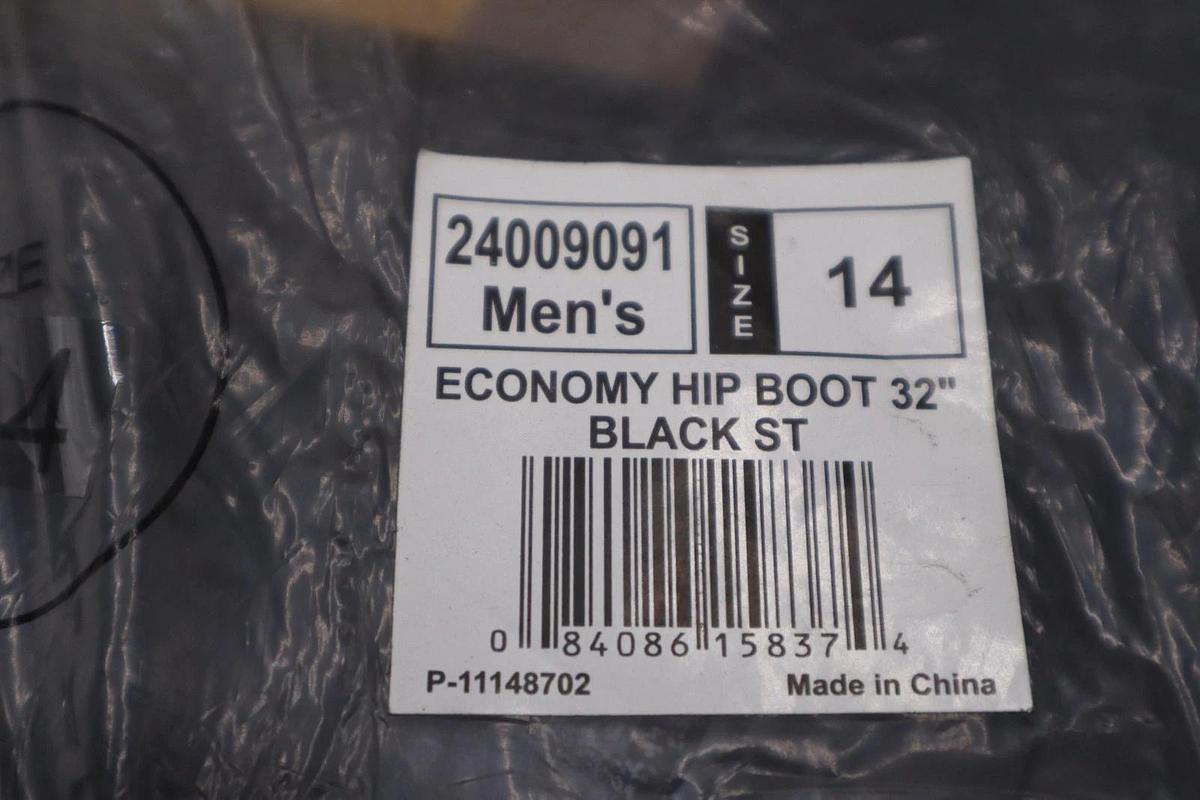 24009091
Men's
SIZE
14
ECONOMY HIP BOOT 32"
BLACK ST
0 84086 15837 4
P-11148702
Made in China